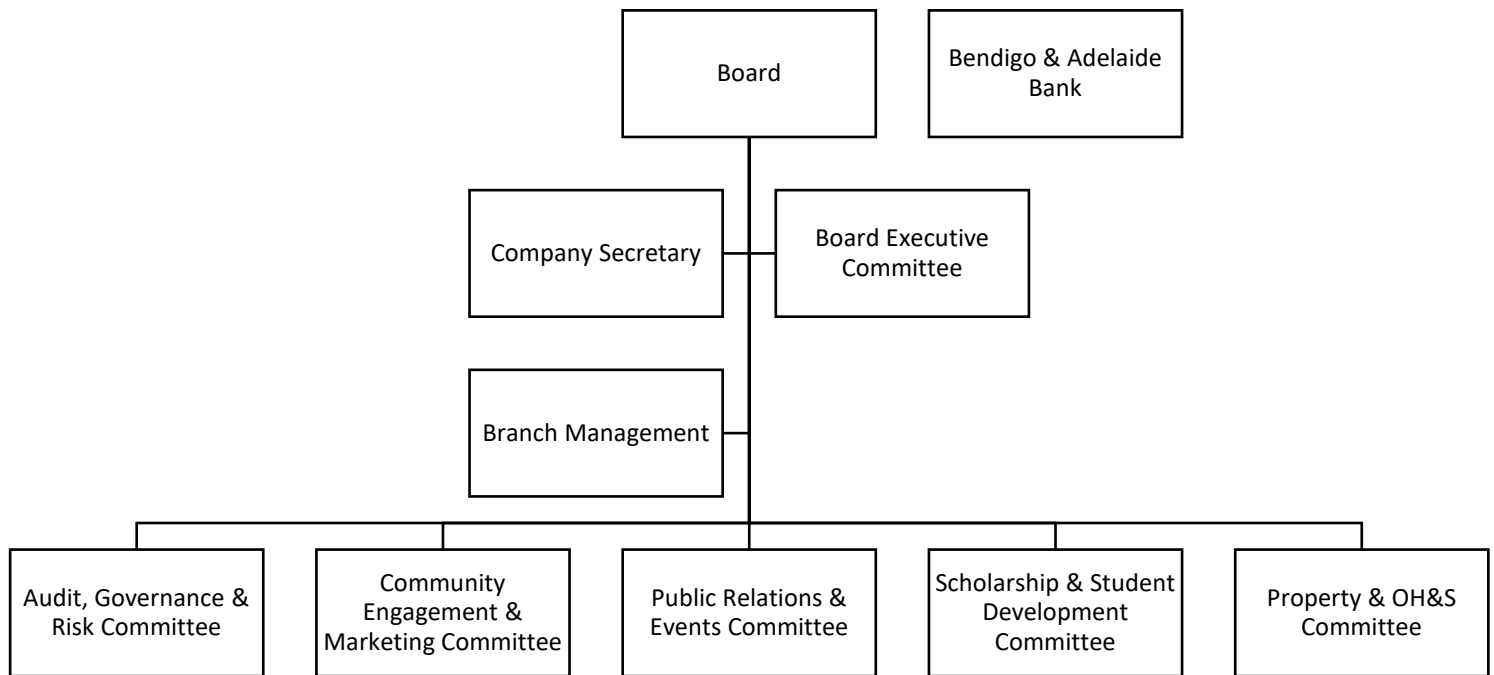 Board
Bendigo & Adelaide
Bank
Company Secretary
Board Executive
Committee
Branch Management
Audit, Governance &
Risk Committee
Community
Engagement &
Marketing Committee
Public Relations &
Events Committee
Scholarship & Student
Development
Committee
Property & OH&S
Committee